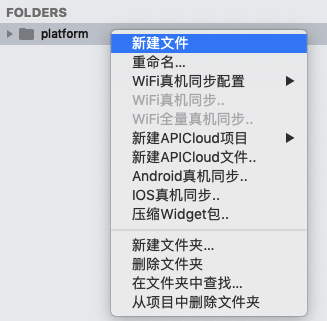 FOLDERS
platform
新建文件
重命名...
WiFi真机同步配置
WiFi真机同步..
WiFi全量真机同步..
新建APICloud项目
新建APICloud文件..
Android真机同步..
IOS真机同步..
压缩Widget包..
新建文件夹...
删除文件夹
在文件夹中查找...
从项目中删除文件夹